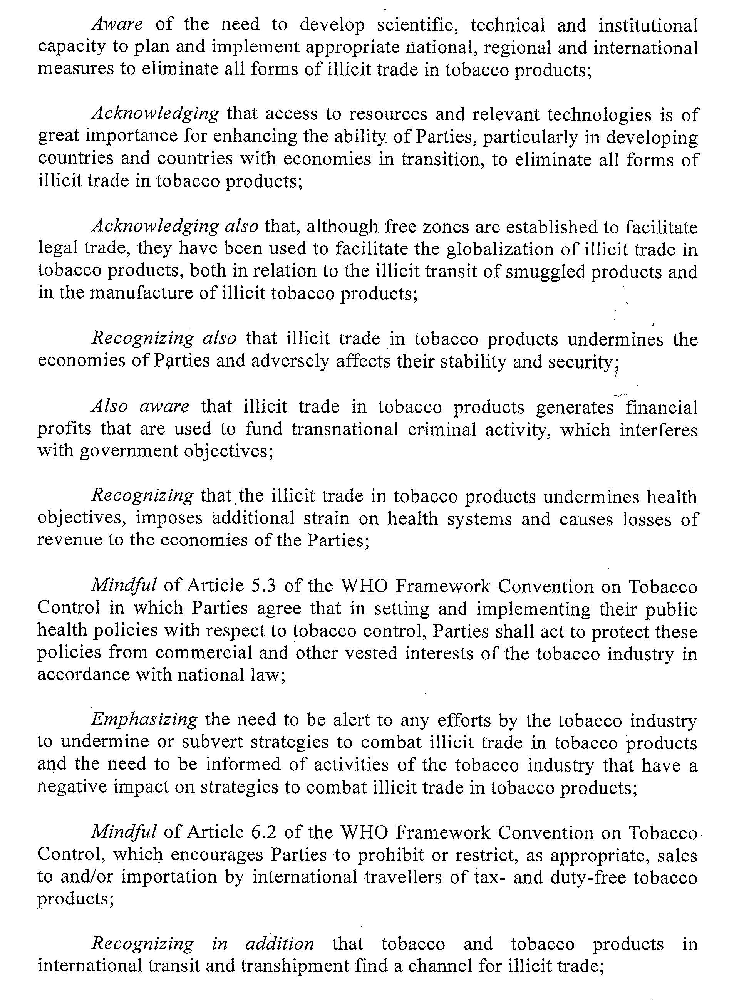 Aware of the need to develop scientific, technical and institutional
capacity to plan and implement appropriate national, regional and international
measures to eliminate all forms of illicit trade in tobacco products;
Acknowledging that access to resources and relevant technologies is of
great importance for enhancing the ability of Parties, particularly in developing
countries and countries with economies in transition, to eliminate all forms of
illicit trade in tobacco products;
Acknowledging also that, although free zones are established to facilitate
legal trade, they have been used to facilitate the globalization of illicit trade in
tobacco products, both in relation to the illicit transit of smuggled products and
in the manufacture of illicit tobacco products;
Recognizing also that illicit trade in tobacco products undermines the
economies of Parties and adversely affects their stability and security;
Also aware that illicit trade in tobacco products generates financial
profits that are used to fund transnational criminal activity, which interferes
with government objectives;
Recognizing that the illicit trade in tobacco products undermines health
objectives, imposes additional strain on health systems and causes losses of
revenue to the economies of the Parties;
Mindful of Article 5.3 of the WHO Framework Convention on Tobacco
Control in which Parties agree that in setting and implementing their public
health policies with respect to tobacco control, Parties shall act to protect these
policies from commercial and other vested interests of the tobacco industry in
accordance with national law;
Emphasizing the need to be alert to any efforts by the tobacco industry
to undermine or subvert strategies to combat illicit trade in tobacco products
and the need to be informed of activities of the tobacco industry that have a
negative impact on strategies to combat illicit trade in tobacco products;
Mindful of Article 6.2 of the WHO Framework Convention on Tobacco
Control, which encourages Parties to prohibit or restrict, as appropriate, sales
to and/or importation by international travellers of tax- and duty-free tobacco
products;
Recognizing in addition that tobacco and tobacco products in
international transit and transhipment find a channel for illicit trade;